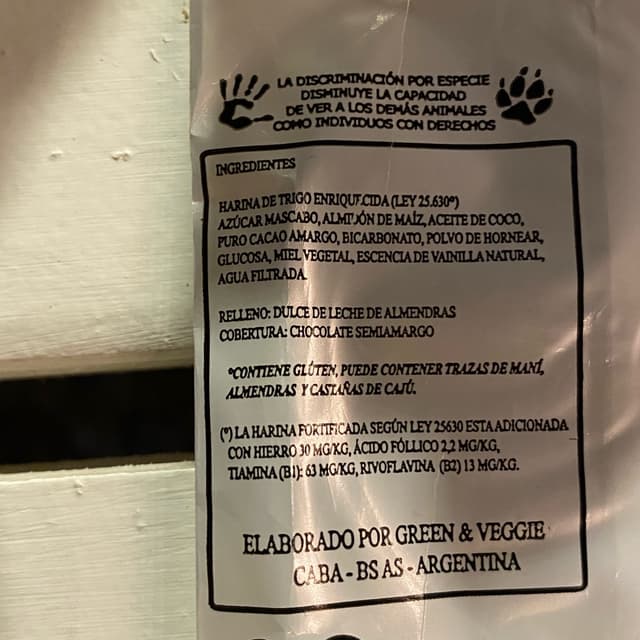 LA DISCRIMINACIÓN POR ESPECIE
DISMINUYE LA CAPACIDAD
DE VER A LOS DEMÁS ANIMALES
COMO INDIVIDUOS CON DERECHOS
INGREDIENTES
HARINA DE TRIGO ENRIQUECIDA (LEY 25.630*)
AZÚCAR MASCABO, ALMIDÓN DE MAÍZ, ACEITE DE COCO,
PURO CACAO AMARGO, BICARBONATO, POLVO DE HORNEAR,
GLUCOSA, MIEL VEGETAL, ESCENCIA DE VAINILLA NATURAL,
AGUA FILTRADA.
RELLENO: DULCE DE LECHE DE ALMENDRAS
COBERTURA: CHOCOLATE SEMIAMARGO
*CONTIENE GLÚTEN, PUEDE CONTENER TRAZAS DE MANÍ,
ALMENDRAS Y CASTAÑAS DE CAJÚ.
(*) LA HARINA FORTIFICADA SEGÚN LEY 25630 ESTA ADICIONADA
CON HIERRO 30 MG/KG, ÁCIDO FÓLLICO 2,2 MG/KG,
TIAMINA (B1): 63 MG/KG, RIVOFLAVINA (B2) 13 MG/KG.
ELABORADO POR GREEN & VEGGIE
CABA - BS AS - ARGENTINA